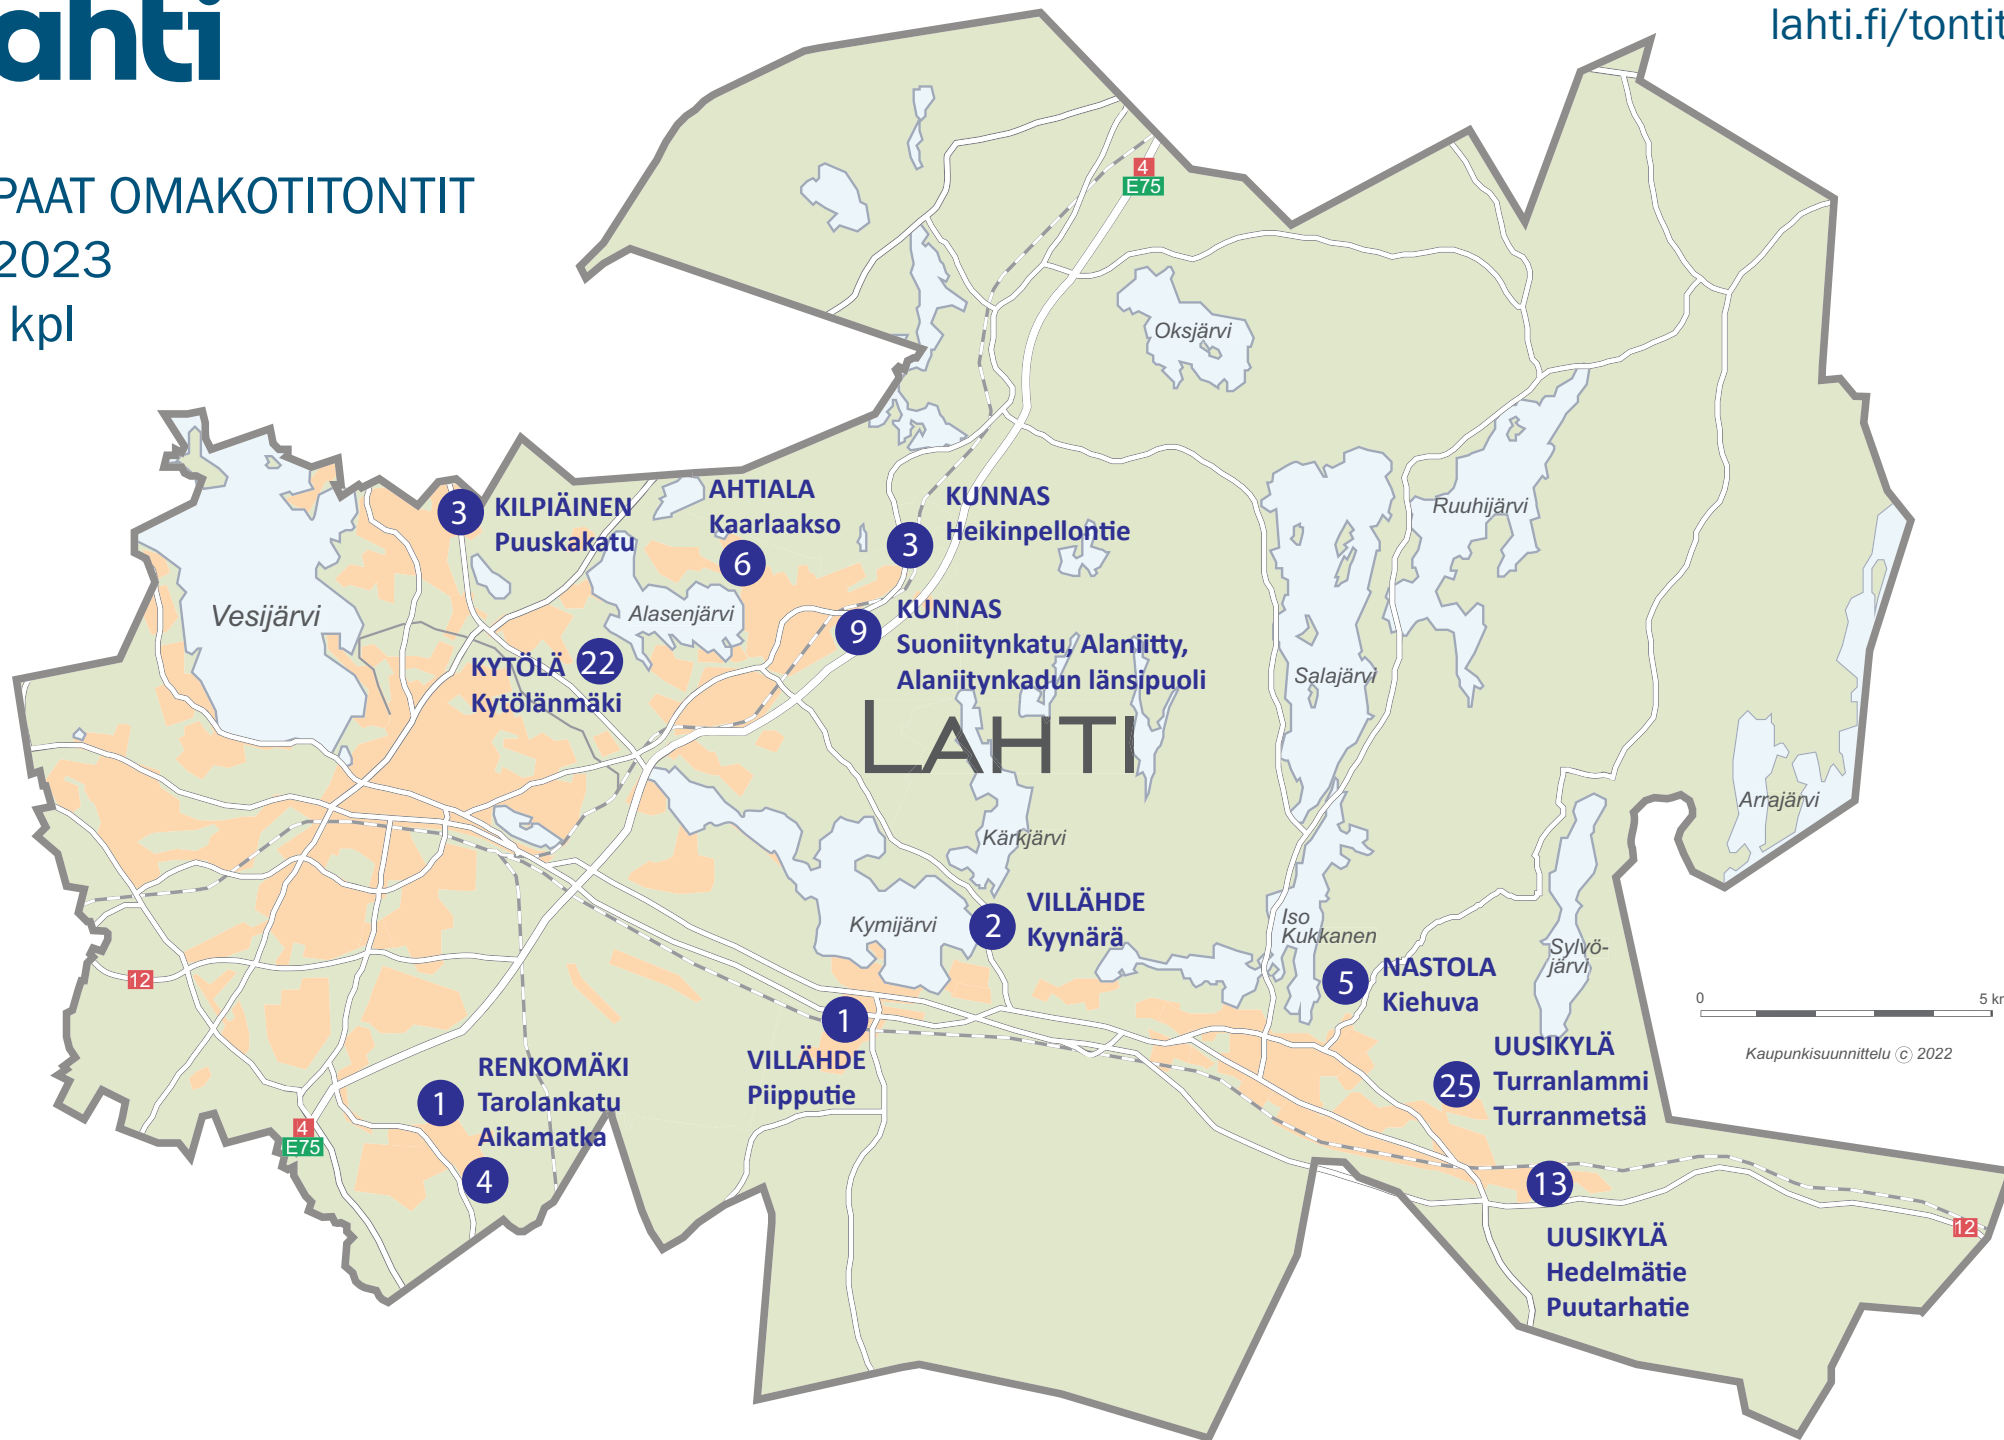 ahti
lahti.fi/tontit
PAAT OMAKOTITONTIT
2023
kpl
4
E75
Oksjärvi
Ruuhijärvi
3
KILPIÄINEN
Puuskakatu
AHTIALA
Kaarlaakso
6
KUNNAS
Heikinpellontie
3
Vesijärvi
Alasenjärvi
KUNNAS
Suoniitynkatu, Alaniitty,
Alaniitynkadun länsipuoli
9
KYTÖLÄ
Kytölänmäki
22
Salajärvi
LAHTI
Arrajärvi
Kärkjärvi
Kymijärvi
2
VILLÄHDE
Kyynärä
Iso
Kukkanen
Sylvö-
järvi
12
5
NASTOLA
Kiehuva
0
5 km
Kaupunkisuunnittelu © 2022
1
VILLÄHDE
Piipputie
RENKOMÄKI
Tarolankatu
Aikamatka
1
4
4
E75
25
UUSIKYLÄ
Turranlammi
Turranmetsä
13
UUSIKYLÄ
Hedelmätie
Puutarhatie
12